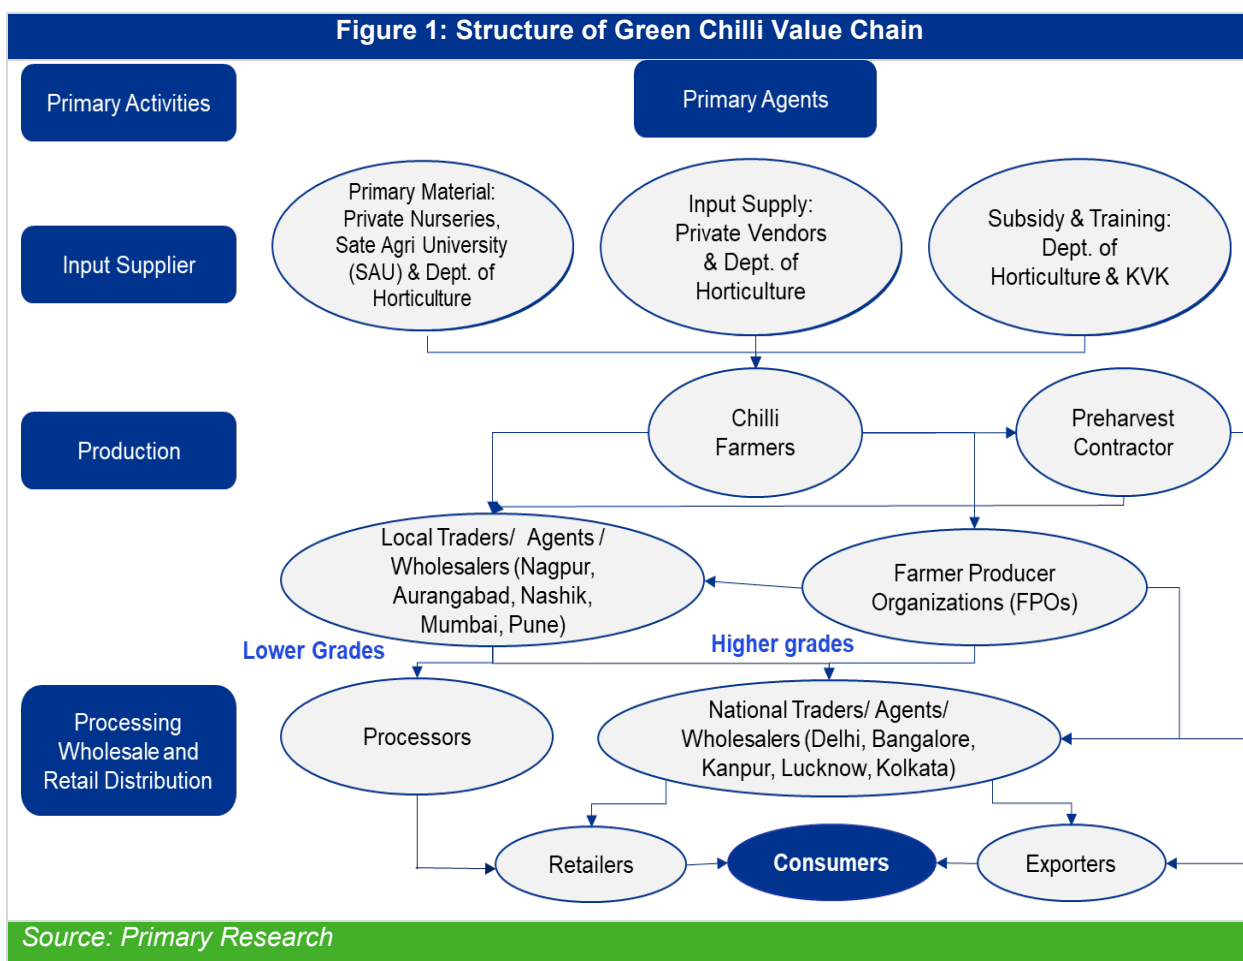 Figure 1: Structure of Green Chilli Value Chain
Primary Activities
Primary Agents
Input Supplier
Primary Material:
Private Nurseries,
Sate Agri University
(SAU) & Dept. of
Horticulture
Input Supply:
Private Vendors
& Dept. of
Horticulture
Subsidy & Training:
Dept. of
Horticulture & KVK
Production
Chilli
Farmers
Preharvest
Contractor
Local Traders/ Agents /
Wholesalers (Nagpur,
Aurangabad, Nashik,
Mumbai, Pune)
Farmer Producer
Organizations (FPOs)
Lower Grades
Higher grades
Processing
Wholesale and
Retail Distribution
Processors
National Traders/ Agents/
Wholesalers (Delhi, Bangalore,
Kanpur, Lucknow, Kolkata)
Retailers
Consumers
Exporters
Source: Primary Research